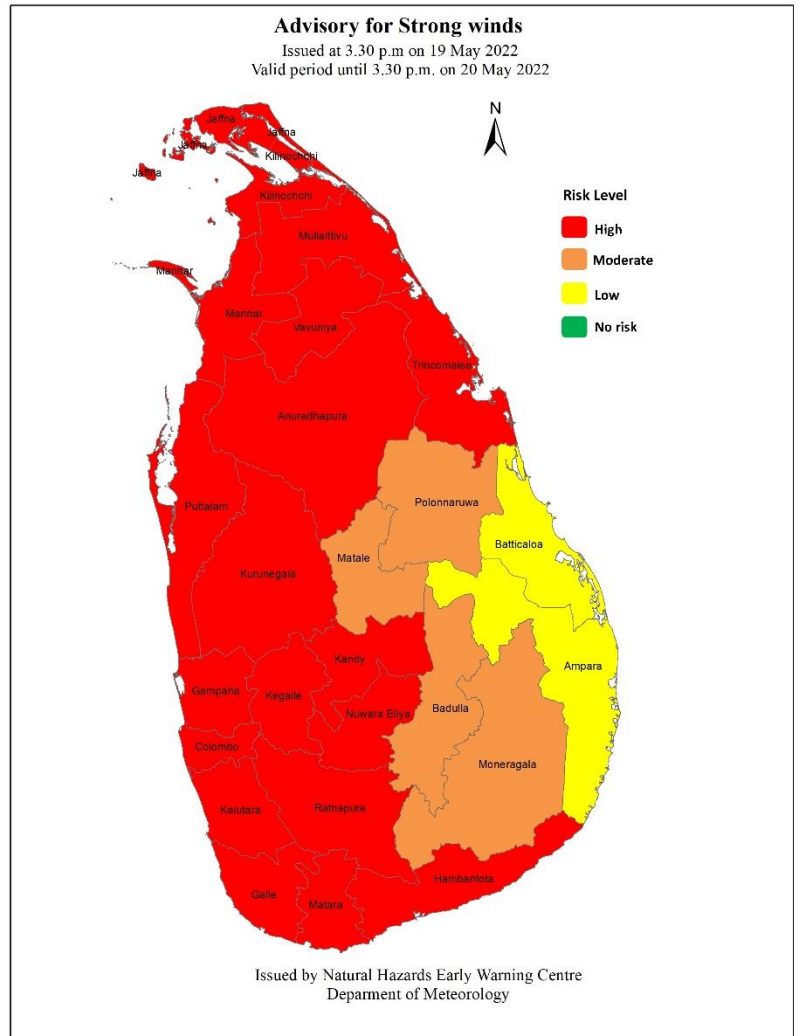 Advisory for Strong winds
Issued at 3.30 p.m on 19 May 2022
Valid period until 3.30 p.m. on 20 May 2022
N
Risk Level
High
Moderate
Low
No risk
Jaffna
Jaffna
Jaffna
Kilinochchi
Jaffna
Kilinochchi
Mullaittivu
Mannar
Mannar
Vavuniya
Trincomalee
Anuradhapura
Polonnaruwa
Puttalam
Batticaloa
Matale
Kurunegala
Kandy
Ampara
Gampaha
Kegalle
Nuwara Eliya
Badulla
Colombo
Moneragala
Kalutara
Ratnapura
Hambantota
Galle
Matara
Issued by Natural Hazards Early Warning Centre
Deparment of Meteorology